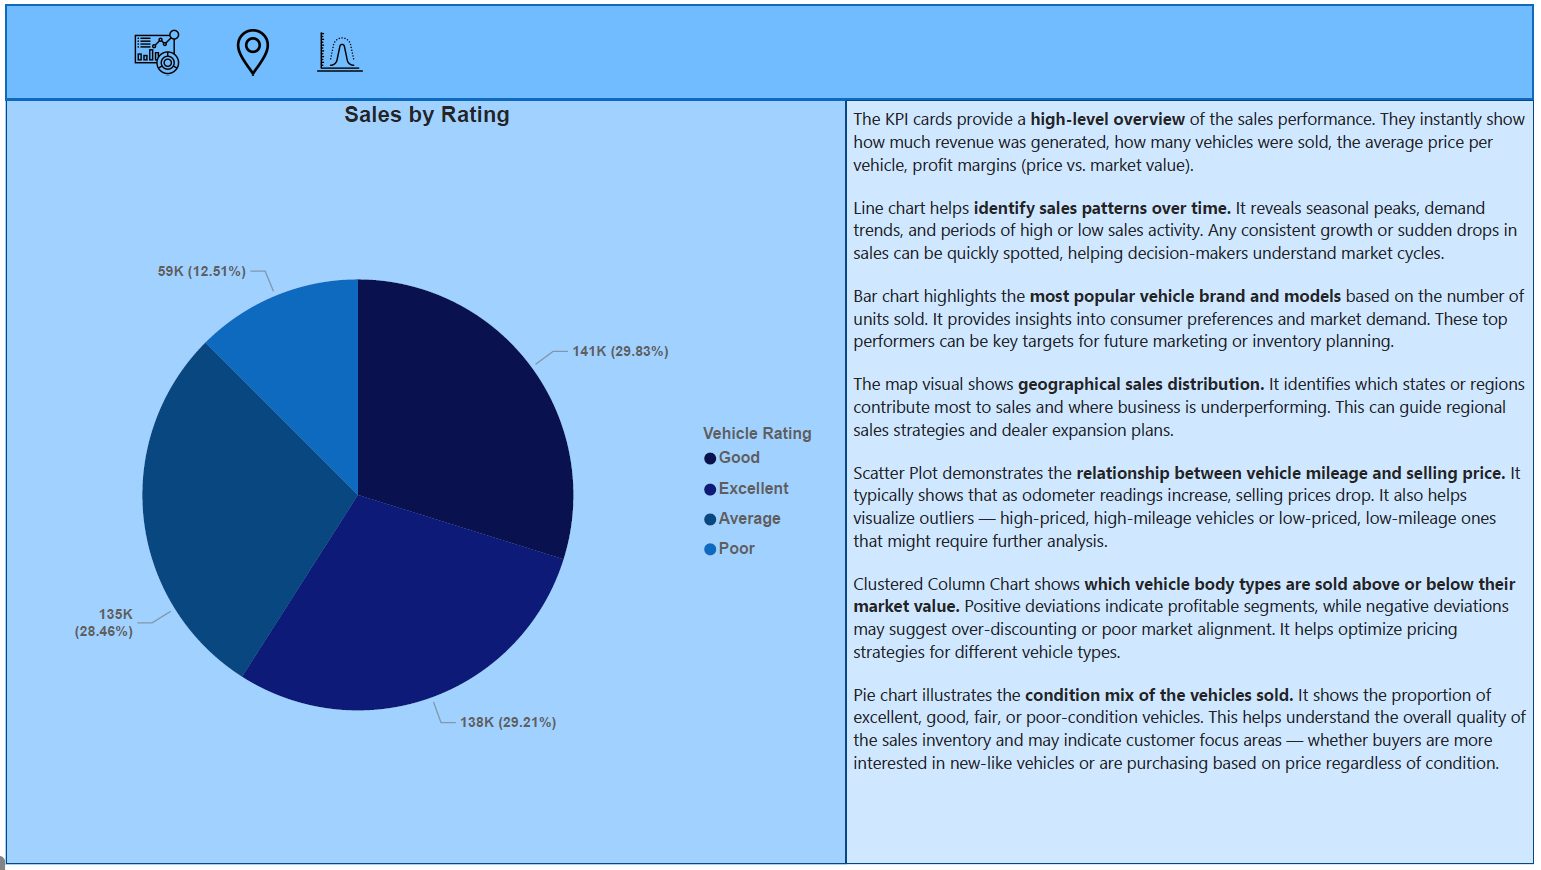 Sales by Rating
59K (12.51%)
141K (29.83%)
135K
(28.46%)
138K (29.21%)
Vehicle Rating
Good
Excellent
Average
Poor
The KPI cards provide a high-level overview of the sales performance. They instantly show
how much revenue was generated, how many vehicles were sold, the average price per
vehicle, profit margins (price vs. market value).
Line chart helps identify sales patterns over time. It reveals seasonal peaks, demand
trends, and periods of high or low sales activity. Any consistent growth or sudden drops in
sales can be quickly spotted, helping decision-makers understand market cycles.
Bar chart highlights the most popular vehicle brand and models based on the number of
units sold. It provides insights into consumer preferences and market demand. These top
performers can be key targets for future marketing or inventory planning.
The map visual shows geographical sales distribution. It identifies which states or regions
contribute most to sales and where business is underperforming. This can guide regional
sales strategies and dealer expansion plans.
Scatter Plot demonstrates the relationship between vehicle mileage and selling price. It
typically shows that as odometer readings increase, selling prices drop. It also helps
visualize outliers — high-priced, high-mileage vehicles or low-priced, low-mileage ones
that might require further analysis.
Clustered Column Chart shows which vehicle body types are sold above or below their
market value. Positive deviations indicate profitable segments, while negative deviations
may suggest over-discounting or poor market alignment. It helps optimize pricing
strategies for different vehicle types.
Pie chart illustrates the condition mix of the vehicles sold. It shows the proportion of
excellent, good, fair, or poor-condition vehicles. This helps understand the overall quality of
the sales inventory and may indicate customer focus areas — whether buyers are more
interested in new-like vehicles or are purchasing based on price regardless of condition.